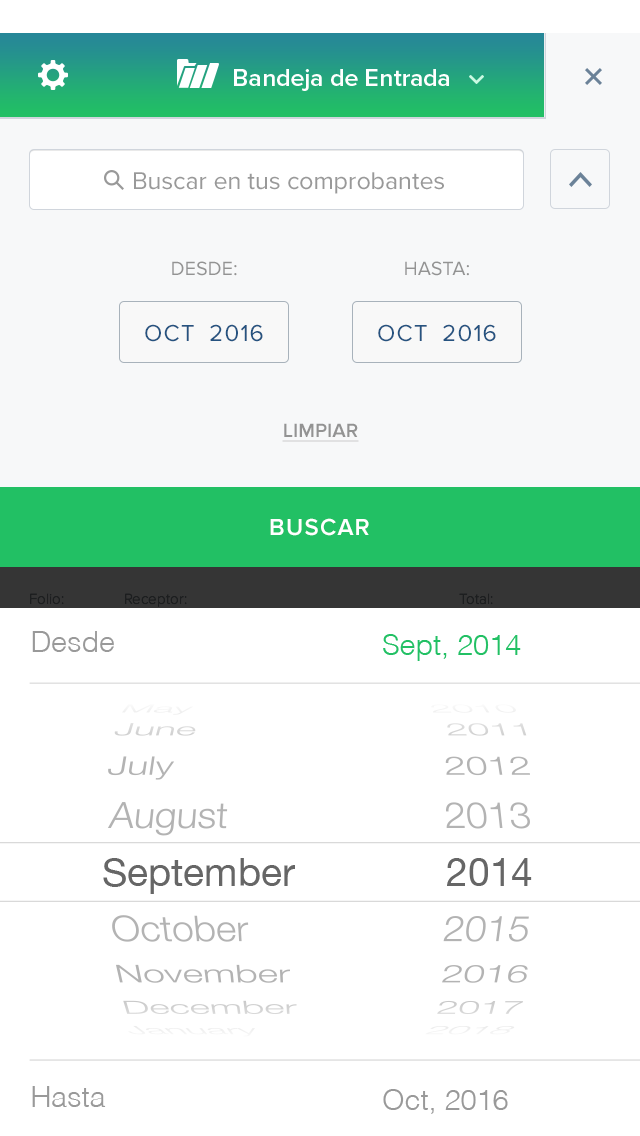 Bandeja de Entrada
Buscar en tus comprobantes
DESDE: HASTA:
OCT 2016 OCT 2016
LIMPIAR
BUSCAR
Folio: Receptor: Total:
Desde Sept, 2014
May 2010
June 2011
July 2012
August 2013
September 2014
October 2015
November 2016
December 2017
January 2018
Hasta Oct, 2016